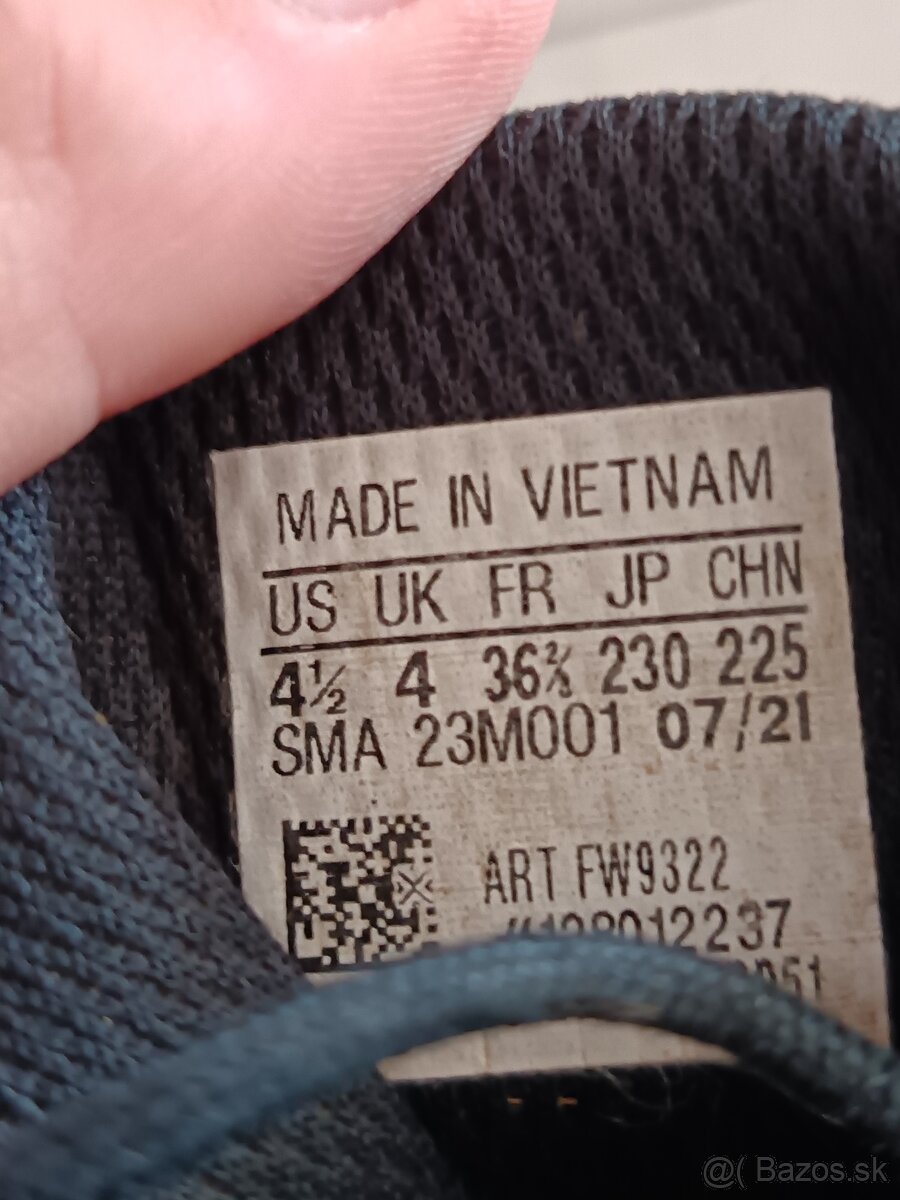 MADE IN VIETNAM
US UK FR JP CHN
4½ 4 36⅔ 230 225
SMA 23M001 07/21
ART FW9322
@( Bazos.sk